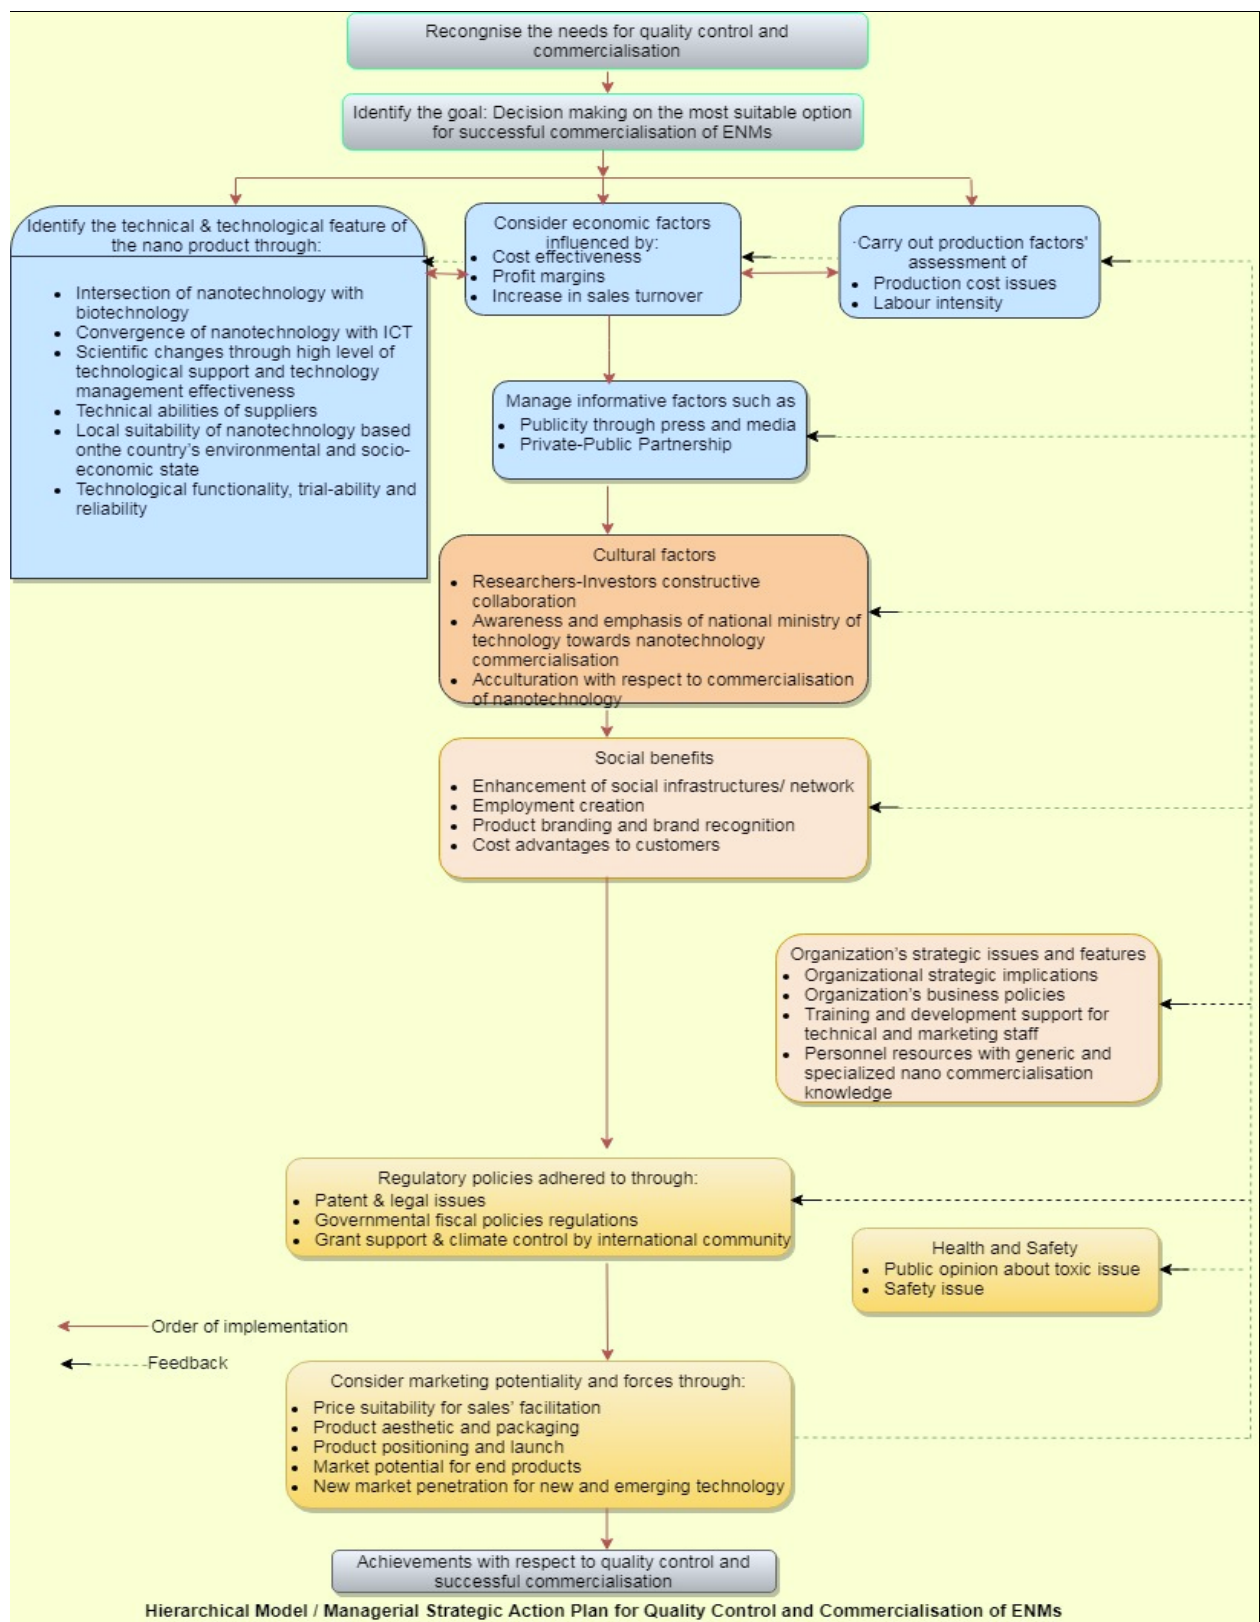 Recongnise the needs for quality control and
commercialisation
Identify the goal: Decision making on the most suitable option
for successful commercialisation of ENMs
Identify the technical & technological feature of
the nano product through:
• Intersection of nanotechnology with
biotechnology
• Convergence of nanotechnology with ICT
• Scientific changes through high level of
technological support and technology
management effectiveness
• Technical abilities of suppliers
• Local suitability of nanotechnology based
onthe country's environmental and socio-
economic state
• Technological functionality, trial-ability and
reliability
Consider economic factors
influenced by:
• Cost effectiveness
• Profit margins
• Increase in sales turnover
·Carry out production factors'
assessment of
• Production cost issues
• Labour intensity
Manage informative factors such as
• Publicity through press and media
• Private-Public Partnership
Cultural factors
• Researchers-Investors constructive
collaboration
• Awareness and emphasis of national ministry of
technology towards nanotechnology
commercialisation
• Acculturation with respect to commercialisation
of nanotechnology
Social benefits
• Enhancement of social infrastructures/ network
• Employment creation
• Product branding and brand recognition
• Cost advantages to customers
Organization's strategic issues and features
• Organizational strategic implications
• Organization's business policies
• Training and development support for
technical and marketing staff
• Personnel resources with generic and
specialized nano commercialisation
knowledge
Regulatory policies adhered to through:
• Patent & legal issues
• Governmental fiscal policies regulations
• Grant support & climate control by international community
Health and Safety
• Public opinion about toxic issue
• Safety issue
Order of implementation
Feedback
Consider marketing potentiality and forces through:
• Price suitability for sales' facilitation
• Product aesthetic and packaging
• Product positioning and launch
• Market potential for end products
• New market penetration for new and emerging technology
Achievements with respect to quality control and
successful commercialisation
Hierarchical Model / Managerial Strategic Action Plan for Quality Control and Commercialisation of ENMs